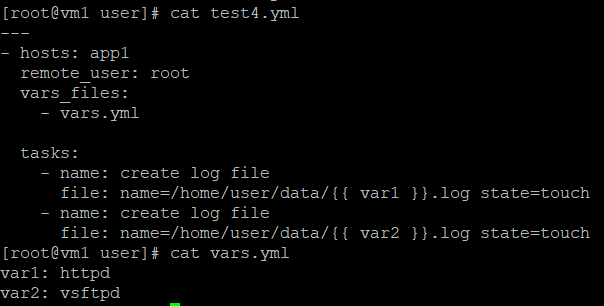 [root@vm1 user]# cat test4.yml
---
- hosts: app1
  remote_user: root
  vars_files:
    - vars.yml

  tasks:
    - name: create log file
      file: name=/home/user/data/{{ var1 }}.log state=touch
    - name: create log file
      file: name=/home/user/data/{{ var2 }}.log state=touch
[root@vm1 user]# cat vars.yml
var1: httpd
var2: vsftpd